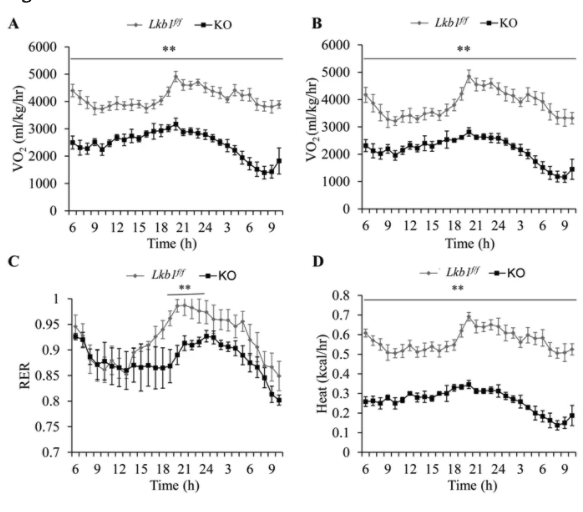 A
Lkb1f/f KO
**
VO2 (ml/kg/hr)
6000
5000
4000
3000
2000
1000
0
6 9 12 15 18 21 24 3 6 9
Time (h)
B
Lkb1f/f KO
**
VO2 (ml/kg/hr)
6000
5000
4000
3000
2000
1000
0
6 9 12 15 18 21 24 3 6 9
Time (h)
C
Lkb1f/f KO
**
RER
1
0.95
0.9
0.85
0.8
0.75
0.7
6 9 12 15 18 21 24 3 6 9
Time (h)
D
Lkb1f/f KO
**
Heat (kcal/hr)
0.8
0.7
0.6
0.5
0.4
0.3
0.2
0.1
0
6 9 12 15 18 21 24 3 6 9
Time (h)